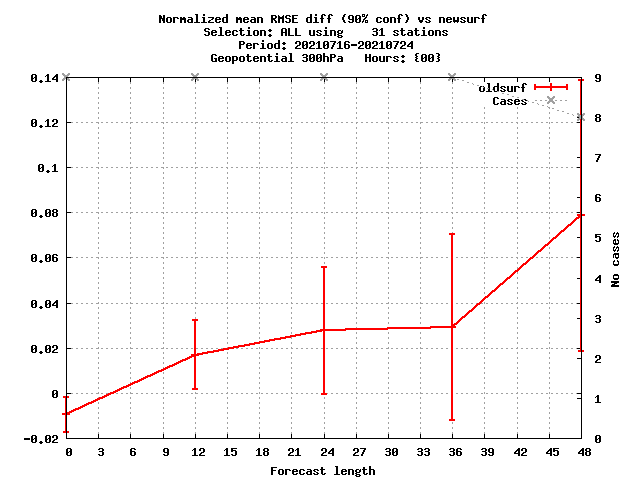 Normalized mean RMSE diff (90% conf) vs newsurf
Selection: ALL using    31 stations
Period: 20210716-20210724
Geopotential 300hPa   Hours: {00}
0.14
0.12
0.1
0.08
0.06
0.04
0.02
0
-0.02
9
8
7
6
5
4
3
2
1
0
oldsurf
Cases
No cases
0 3 6 9 12 15 18 21 24 27 30 33 36 39 42 45 48
Forecast length